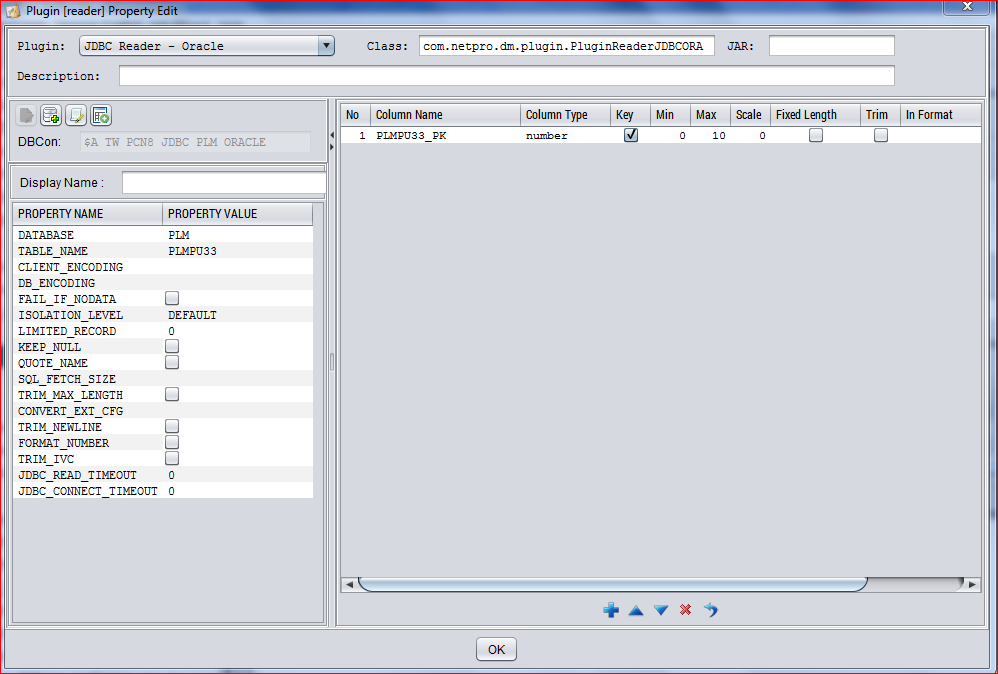 Plugin [reader] Property Edit
x
Plugin: JDBC Reader - Oracle Class: com.netpro.dm.plugin.PluginReaderJDBCORA JAR:
Description:
DBCon: $A TW PCN8 JDBC PLM ORACLE
Display Name :
PROPERTY NAME PROPERTY VALUE
DATABASE PLM
TABLE_NAME PLMPU33
CLIENT_ENCODING
DB_ENCODING
FAIL_IF_NODATA
ISOLATION_LEVEL DEFAULT
LIMITED_RECORD 0
KEEP_NULL
QUOTE_NAME
SQL_FETCH_SIZE
TRIM_MAX_LENGTH
CONVERT_EXT_CFG
TRIM_NEWLINE
FORMAT_NUMBER
TRIM_IVC
JDBC_READ_TIMEOUT 0
JDBC_CONNECT_TIMEOUT 0
No Column Name Column Type Key Min Max Scale Fixed Length Trim In Format
1 PLMPU33_PK number 0 10 0
OK